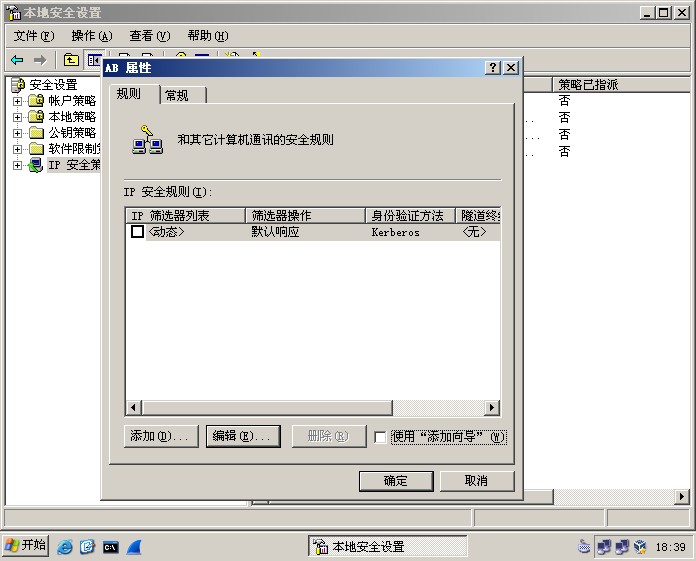 本地安全设置
文件(F) 操作(A) 查看(V) 帮助(H)
AB 属性
安全设置
帐户策略
本地策略
公钥策略
软件限制
IP 安全策
策略已指派
否
否
否
否
规则 常规
和其它计算机通讯的安全规则
IP 安全规则(I):
IP 筛选器列表 筛选器操作 身份验证方法 隧道终
<动态> 默认响应 Kerberos <无>
添加(D)... 编辑(E)... 删除(R) 使用“添加向导”(W)
确定 取消
开始 本地安全设置 18:39